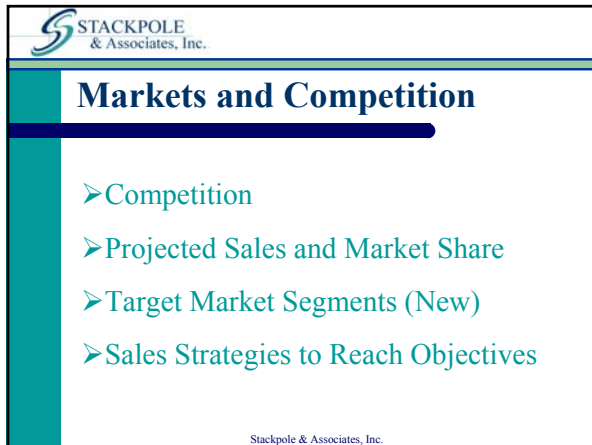 STACKPOLE
& Associates, Inc.
Markets and Competition
➢Competition
➢Projected Sales and Market Share
➢Target Market Segments (New)
➢Sales Strategies to Reach Objectives
Stackpole & Associates, Inc.